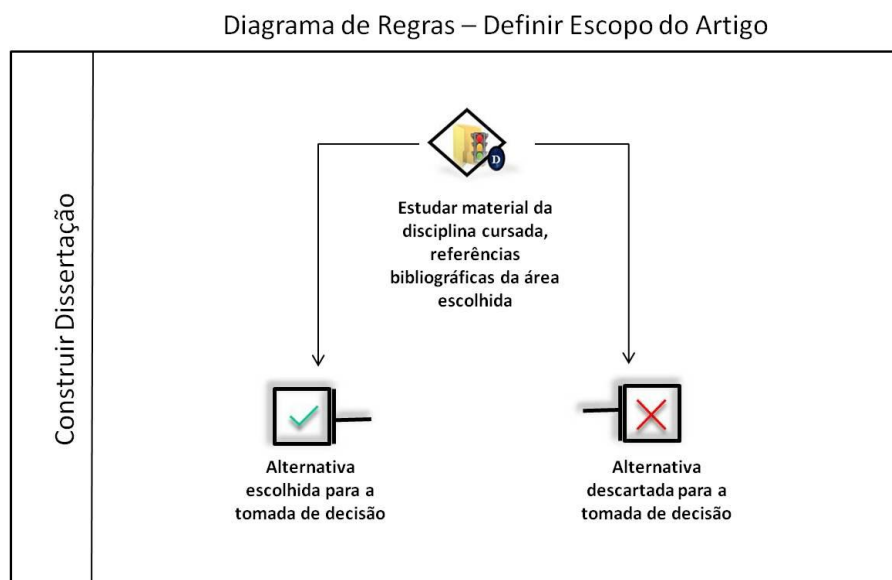 Diagrama de Regras – Definir Escopo do Artigo
Construir Dissertação
D
Estudar material da
disciplina cursada,
referências
bibliográficas da área
escolhida
Alternativa
escolhida para a
tomada de decisão
Alternativa
descartada para a
tomada de decisão